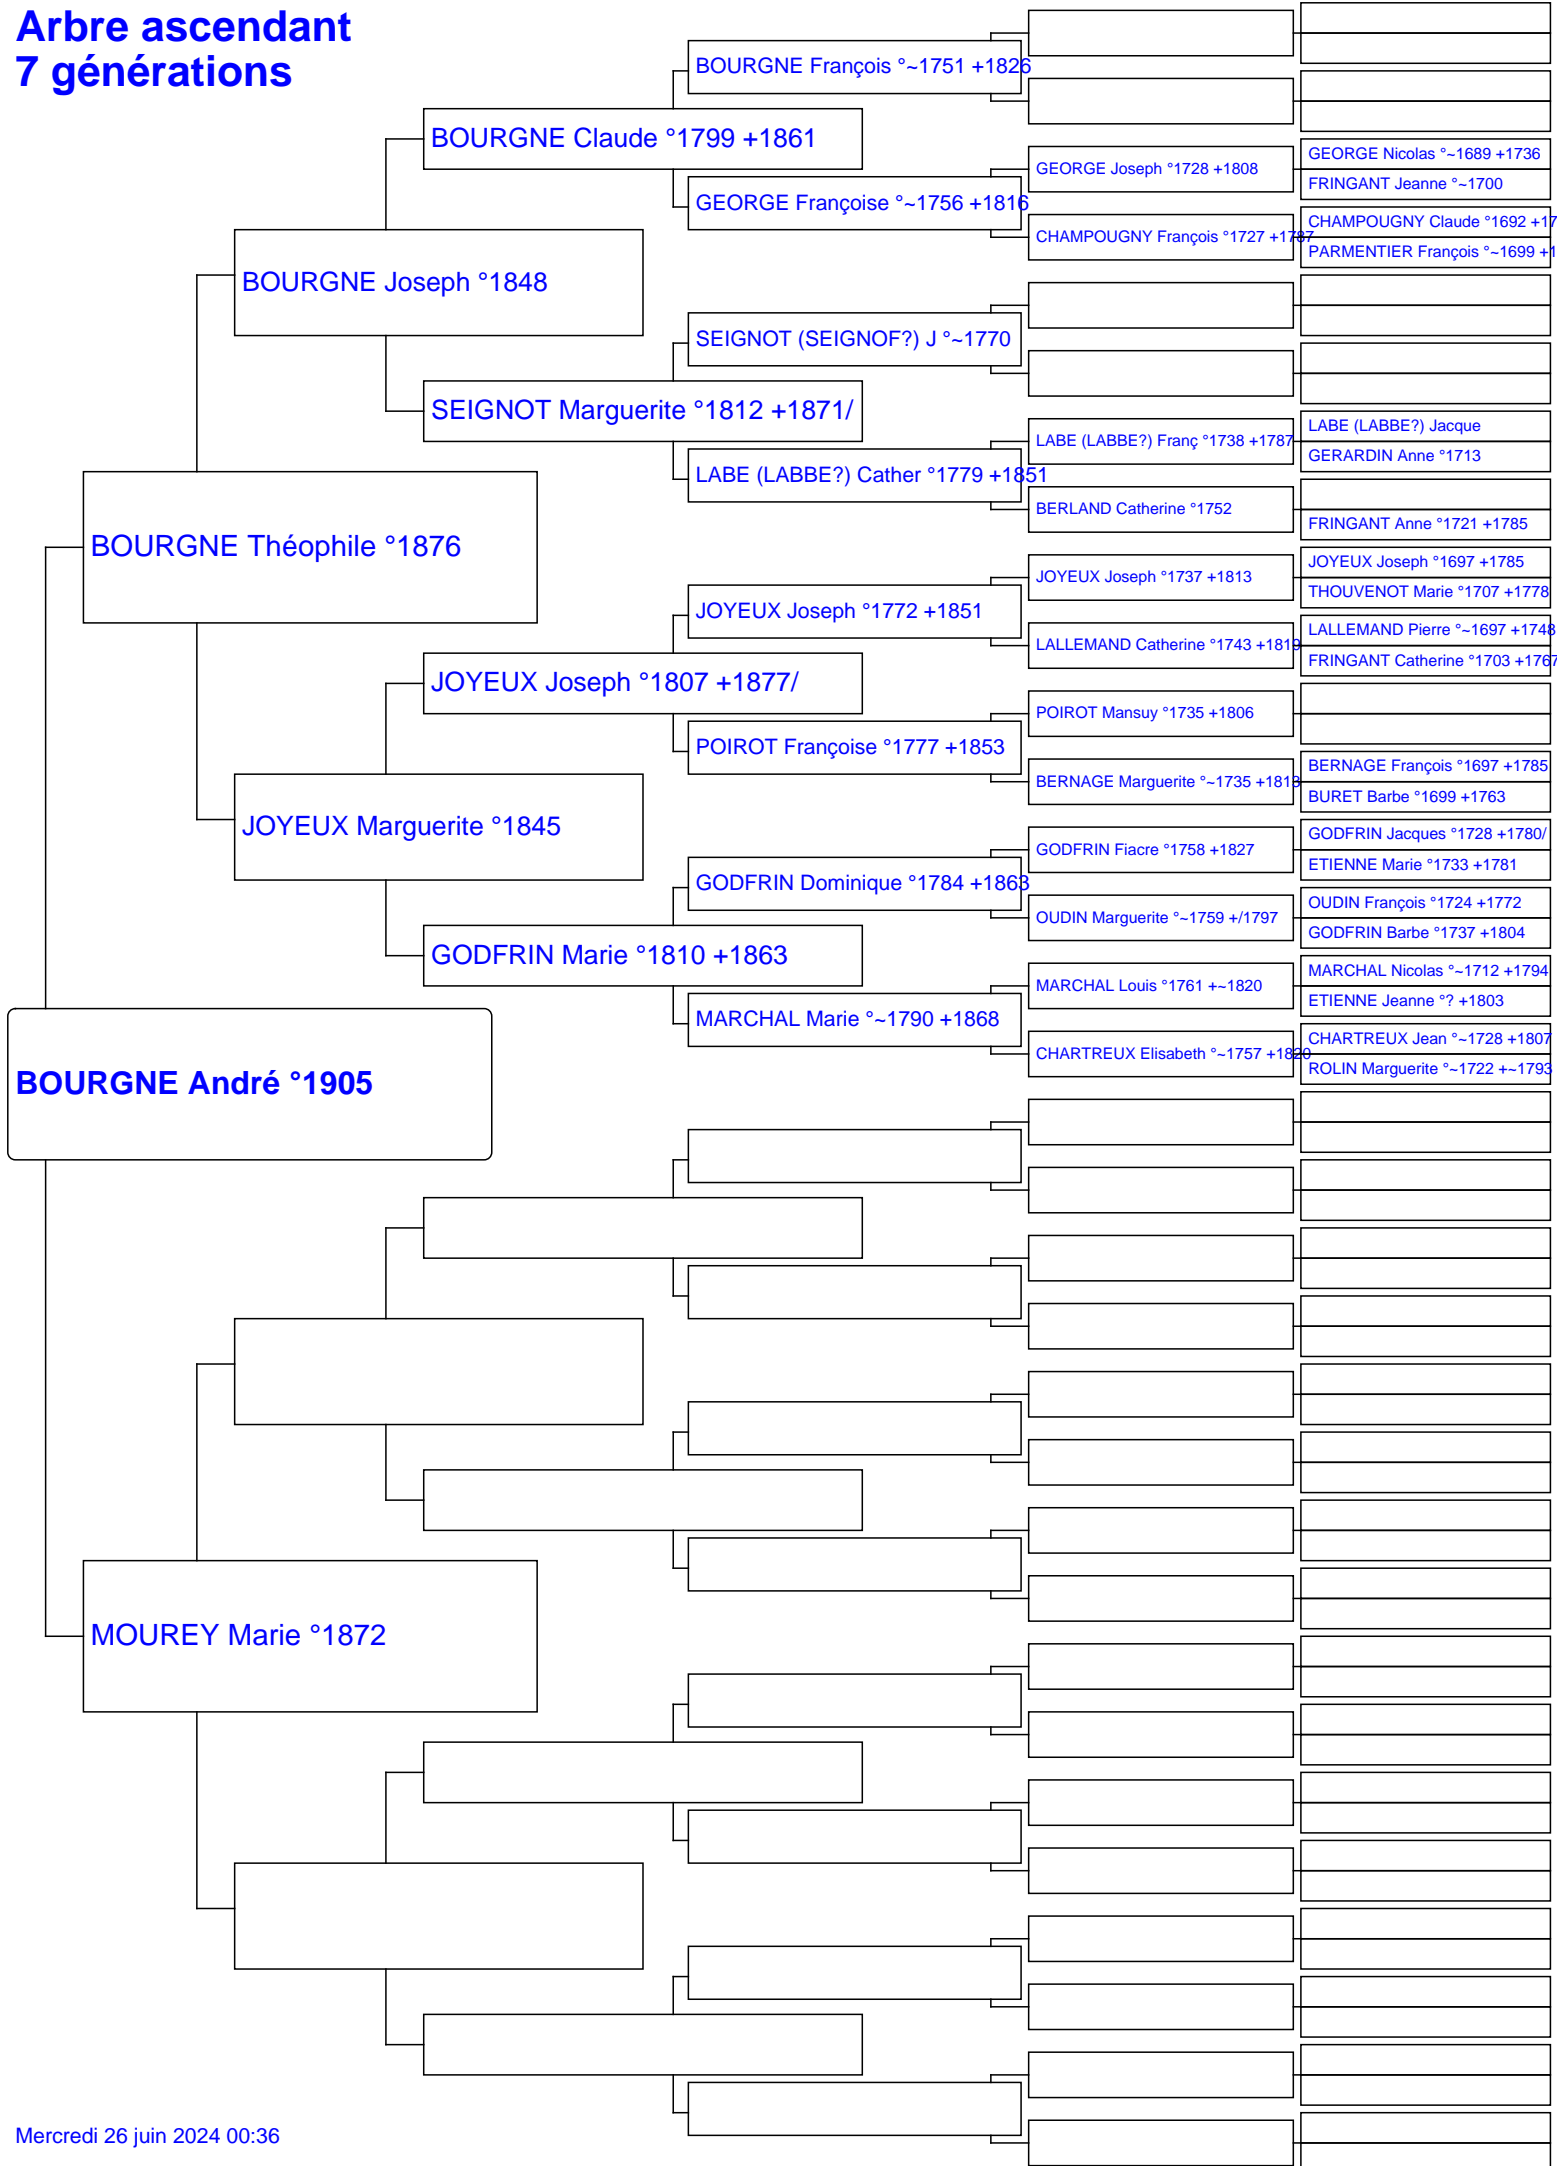 Arbre ascendant
7 générations
BOURGNE André °1905
BOURGNE Théophile °1876
MOUREY Marie °1872
BOURGNE Joseph °1848
JOYEUX Marguerite °1845
BOURGNE Claude °1799 +1861
SEIGNOT Marguerite °1812 +1871/
JOYEUX Joseph °1807 +1877/
GODFRIN Marie °1810 +1863
BOURGNE François °~1751 +1826
GEORGE Françoise °~1756 +1816
SEIGNOT (SEIGNOF?) J °~1770
LABE (LABBE?) Cather °1779 +1851
JOYEUX Joseph °1772 +1851
POIROT Françoise °1777 +1853
GODFRIN Dominique °1784 +1863
MARCHAL Marie °~1790 +1868
GEORGE Joseph °1728 +1808
CHAMPOUGNY François °1727 +1787
LABE (LABBE?) Franç °1738 +1787
BERLAND Catherine °1752
JOYEUX Joseph °1737 +1813
LALLEMAND Catherine °1743 +1819
POIROT Mansuy °1735 +1806
BERNAGE Marguerite °~1735 +1813
GODFRIN Fiacre °1758 +1827
OUDIN Marguerite °~1759 +/1797
MARCHAL Louis °1761 +~1820
CHARTREUX Elisabeth °~1757 +1820
GEORGE Nicolas °~1689 +1736
FRINGANT Jeanne °~1700
CHAMPOUGNY Claude °1692 +17
PARMENTIER François °~1699 +1
LABE (LABBE?) Jacque
GERARDIN Anne °1713
FRINGANT Anne °1721 +1785
JOYEUX Joseph °1697 +1785
THOUVENOT Marie °1707 +1778
LALLEMAND Pierre °~1697 +1748
FRINGANT Catherine °1703 +1767
BERNAGE François °1697 +1785
BURET Barbe °1699 +1763
GODFRIN Jacques °1728 +1780/
ETIENNE Marie °1733 +1781
OUDIN François °1724 +1772
GODFRIN Barbe °1737 +1804
MARCHAL Nicolas °~1712 +1794
ETIENNE Jeanne °? +1803
CHARTREUX Jean °~1728 +1807
ROLIN Marguerite °~1722 +~1793
Mercredi 26 juin 2024 00:36